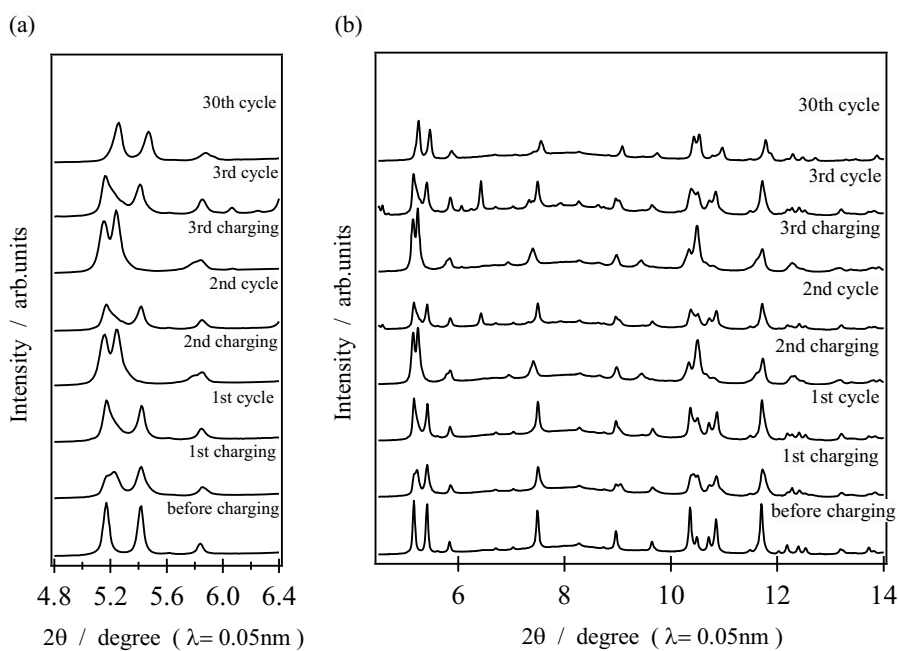 (a)
30th cycle
3rd cycle
3rd charging
2nd cycle
2nd charging
1st cycle
1st charging
before charging
Intensity / arb.units
4.8 5.2 5.6 6.0 6.4
2θ / degree ( λ= 0.05nm )
(b)
30th cycle
3rd cycle
3rd charging
2nd cycle
2nd charging
1st cycle
1st charging
before charging
Intensity / arb.units
6 8 10 12 14
2θ / degree ( λ= 0.05nm )